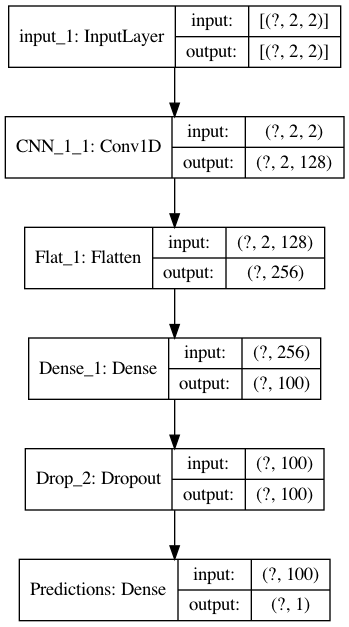 input_1: InputLayer
input:
[(?, 2, 2)]
output:
[(?, 2, 2)]
CNN_1_1: Conv1D
input:
(?, 2, 2)
output:
(?, 2, 128)
Flat_1: Flatten
input:
(?, 2, 128)
output:
(?, 256)
Dense_1: Dense
input:
(?, 256)
output:
(?, 100)
Drop_2: Dropout
input:
(?, 100)
output:
(?, 100)
Predictions: Dense
input:
(?, 100)
output:
(?, 1)